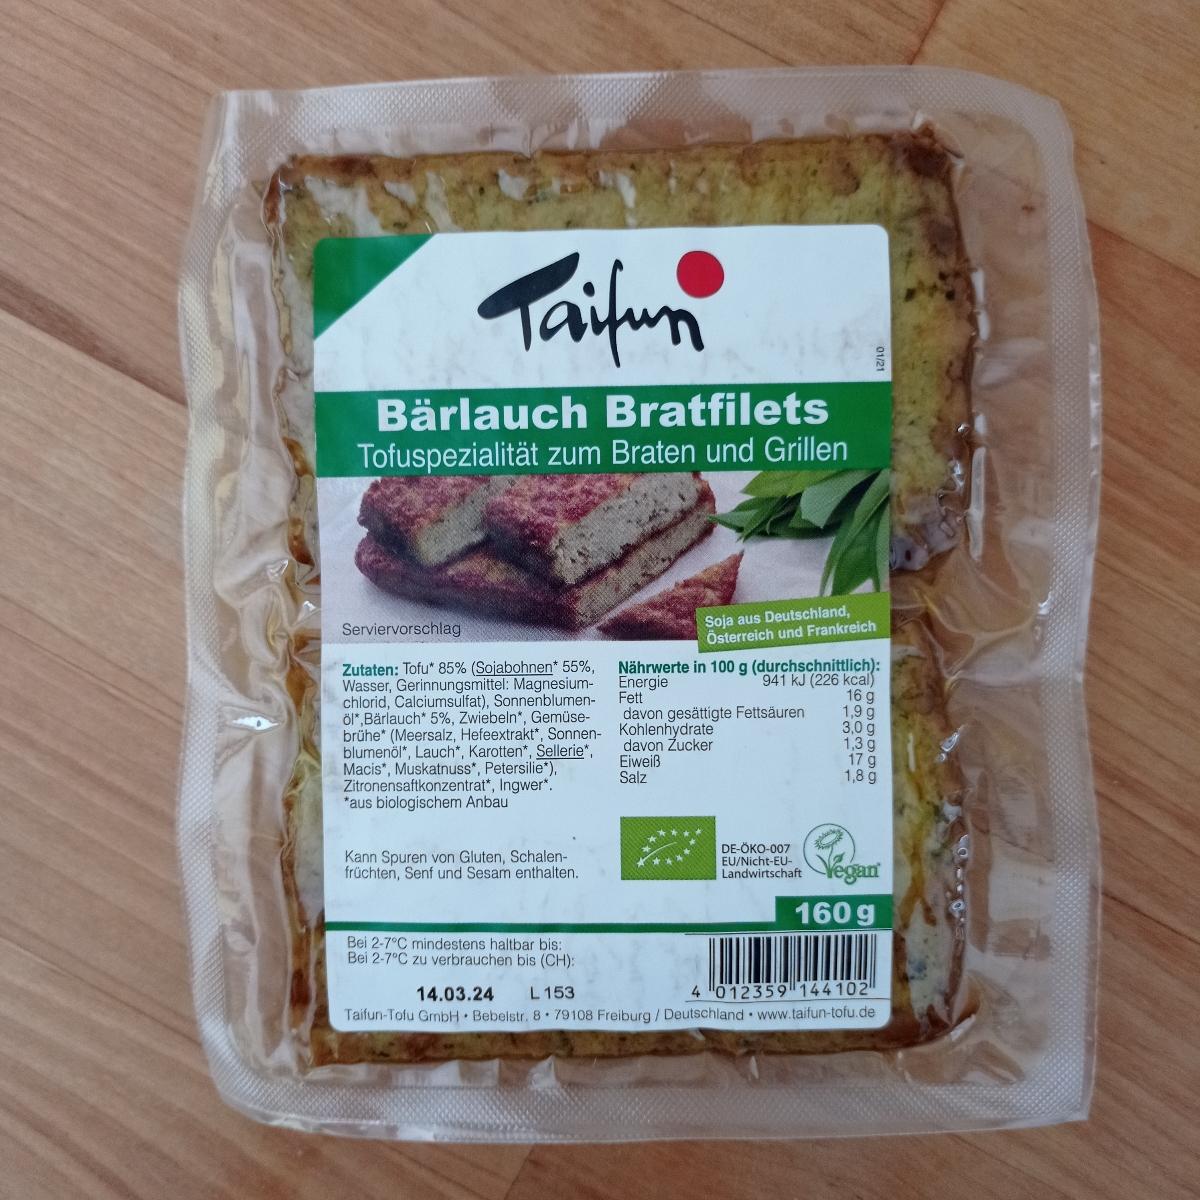 Taifun
01/21
Bärlauch Bratfilets
Tofuspezialität zum Braten und Grillen
Serviervorschlag
Soja aus Deutschland,
Österreich und Frankreich
Zutaten: Tofu* 85% (Sojabohnen* 55%,
Wasser, Gerinnungsmittel: Magnesium-
chlorid, Calciumsulfat), Sonnenblumen-
öl*,Bärlauch* 5%, Zwiebeln*, Gemüse-
brühe* (Meersalz, Hefeextrakt*, Sonnen-
blumenöl*, Lauch*, Karotten*, Sellerie*,
Macis*, Muskatnuss*, Petersilie*),
Zitronensaftkonzentrat*, Ingwer*.
*aus biologischem Anbau
Kann Spuren von Gluten, Schalen-
früchten, Senf und Sesam enthalten.
Nährwerte in 100 g (durchschnittlich):
Energie 941 kJ (226 kcal)
Fett 16 g
davon gesättigte Fettsäuren 1,9 g
Kohlenhydrate 3,0 g
davon Zucker 1,3 g
Eiweiß 17 g
Salz 1,8 g
DE-ÖKO-007
EU/Nicht-EU-
Landwirtschaft
Vegan
160 g
Bei 2-7°C mindestens haltbar bis:
Bei 2-7°C zu verbrauchen bis (CH):
14.03.24 L 153
4 012359 144102
Taifun-Tofu GmbH • Bebelstr. 8 • 79108 Freiburg / Deutschland • www.taifun-tofu.de